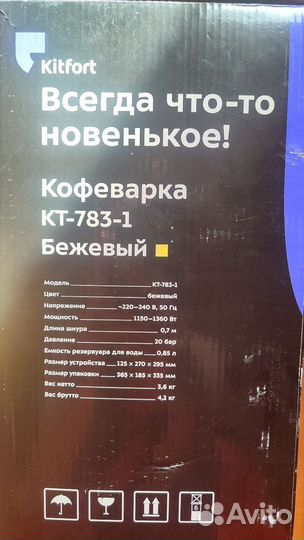 Kitfort
Всегда что-то
новенькое!
Кофеварка
КТ-783-1
Бежевый
Модель КТ-783-1
Цвет бежевый
Напряжение ~220–240 В, 50 Гц
Мощность 1150–1360 Вт
Длина шнура 0,7 м
Давление 20 бар
Емкость резервуара для воды 0,85 л
Размер устройства 125 x 270 x 295 мм
Размер упаковки 365 x 185 x 335 мм
Вес нетто 3,6 кг
Вес брутто 4,2 кг
6
Avito